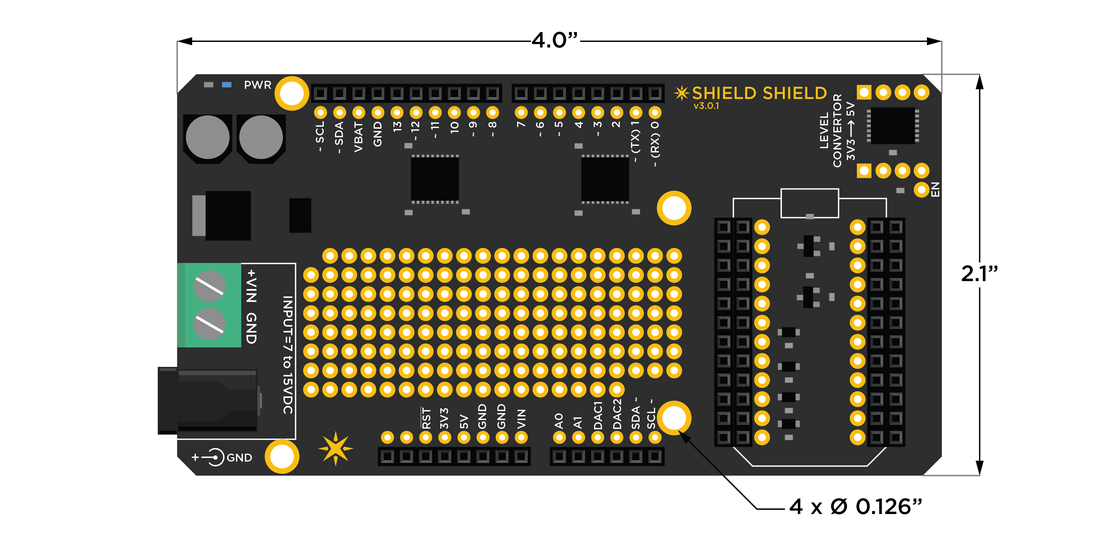 4.0”
PWR
SHIELD SHIELD
v3.0.1
~ SCL
~ SDA
VBAT
GND
13
~ 12
~ 11
10
~ 9
~ 8
7
~ 6
~ 5
4
~ 3
2
~ (TX) 1
~ (RX) 0
LEVEL
CONVERTOR
3V3 → 5V
EN
2.1”
+VIN GND
INPUT=7 to 15VDC
RST
3V3
5V
GND
GND
VIN
A0
A1
DAC1
DAC2
SDA ~
SCL ~
+ GND
4 x Ø 0.126”